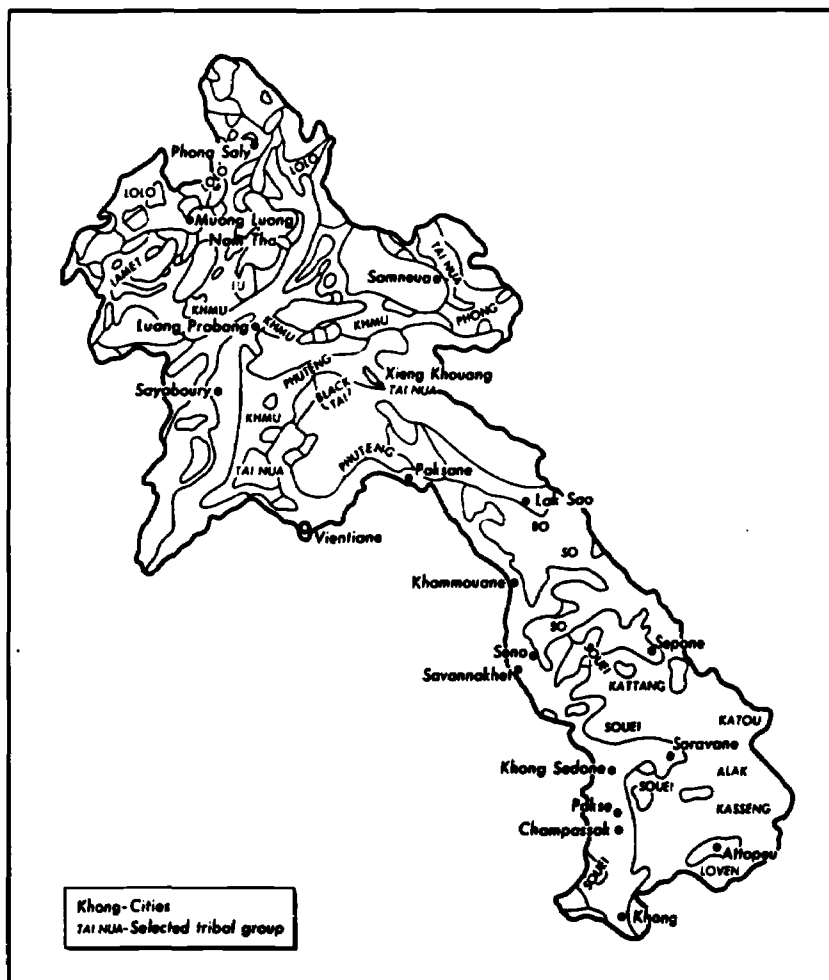 Phong Saly
LOLO
LOLO
LOLO
Muong Luong
Nam Tha
LAMET
LU
TAI NUA
Samneua
KHMU
PHONG
Luang Prabang
KHMU
KHMU
Xieng Khouang
PHUTENG
TAI NUA
Sayaboury
BLACK
TAI
KHMU
PHUTENG
TAI NUA
Paksane
Lak Sao
BO
Vientiane
SO
Khammouane
SO
Seno
SOUEI
Sepone
Savannakhet
KATTANG
SOUEI
KATOU
Saravane
Khong Sedone
ALAK
SOUEI
Pakse
KASSENG
Champassak
Attopeu
SOUEI
LOVEN
Khong
Khong-Cities
TAI NUA-Selected tribal group